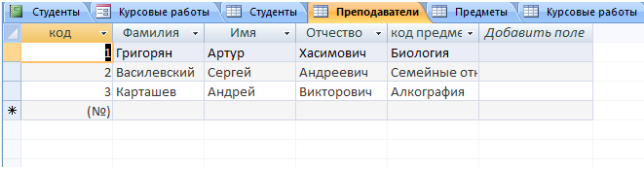 Студенты Курсовые работы Студенты Преподаватели Предметы Курсовые работы
код Фамилия Имя Отчество код предме Добавить поле
1 Григорян Артур Хасимович Биология
2 Василевский Сергей Андреевич Семейные отн
3 Карташев Андрей Викторович Алкография
(№)